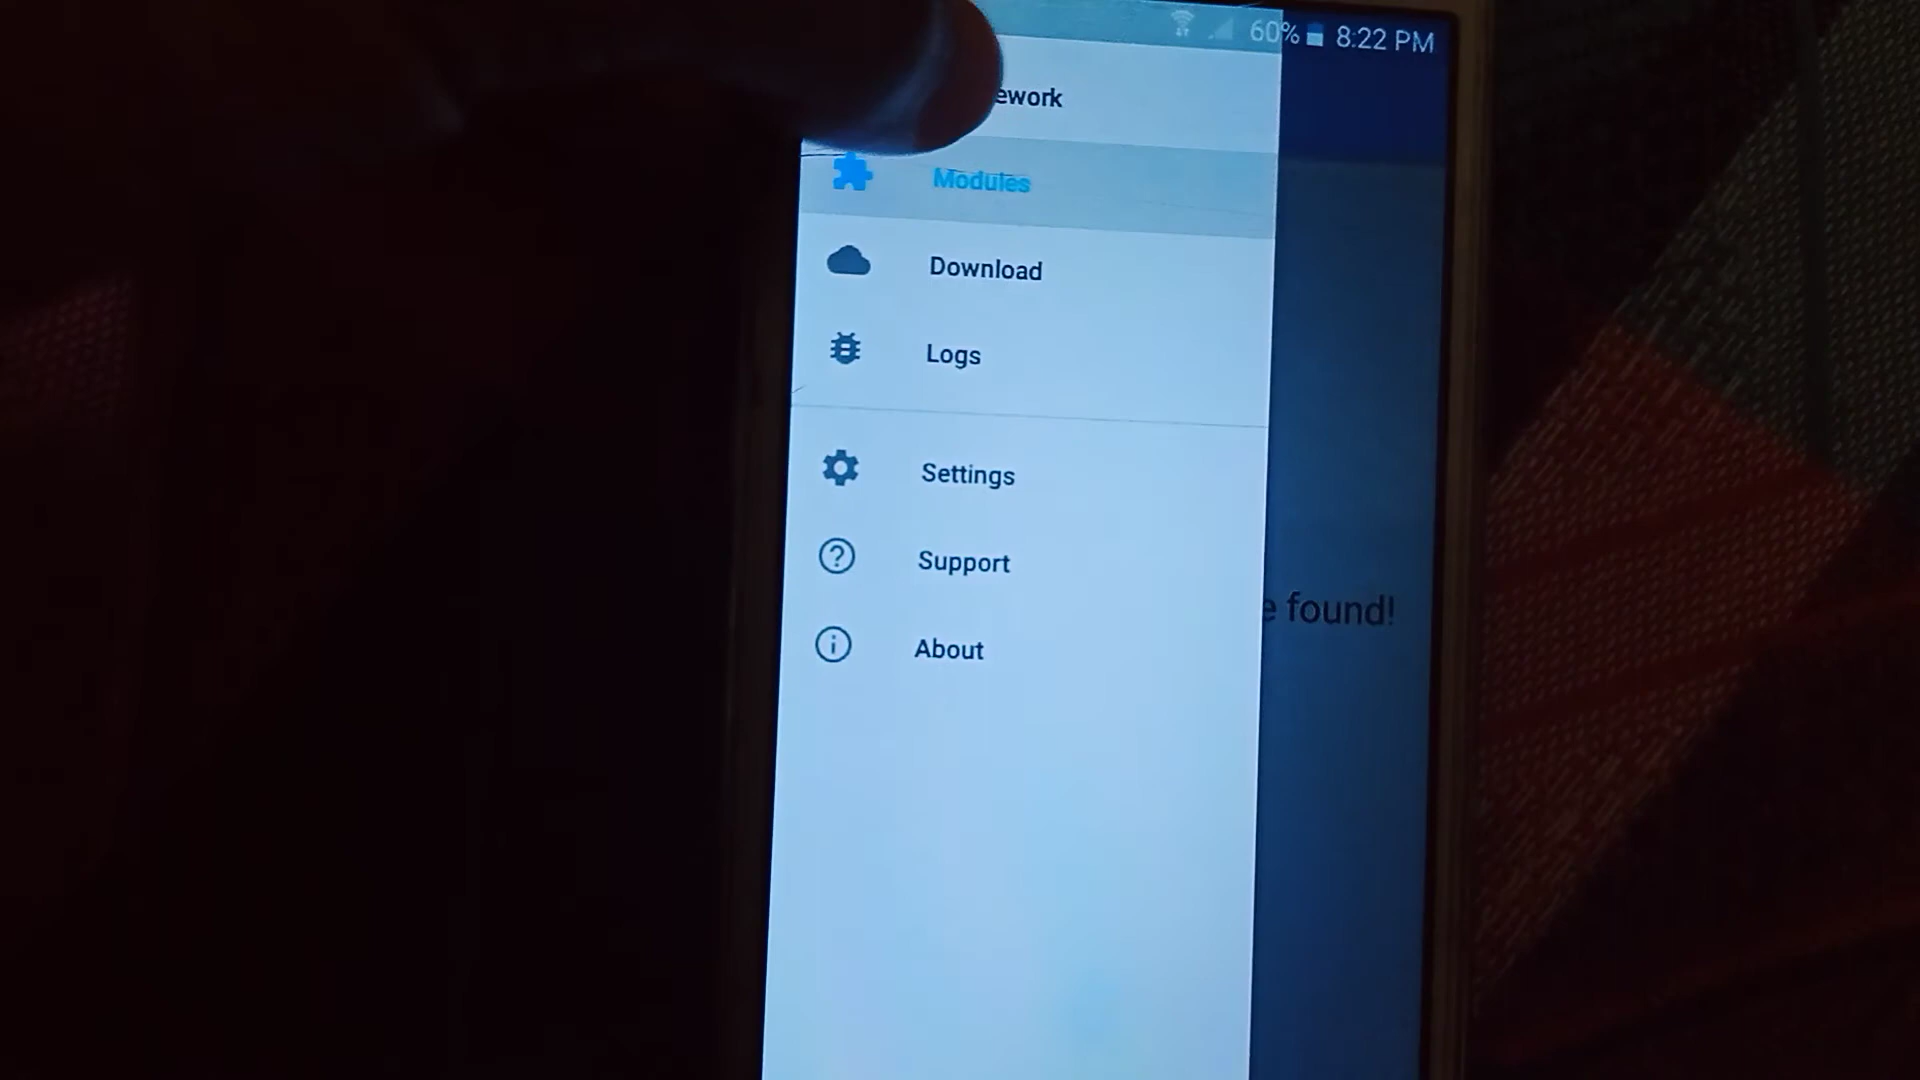 60% 8:22 PM
ework
Modules
Download
Logs
Settings
Support
About
e found!